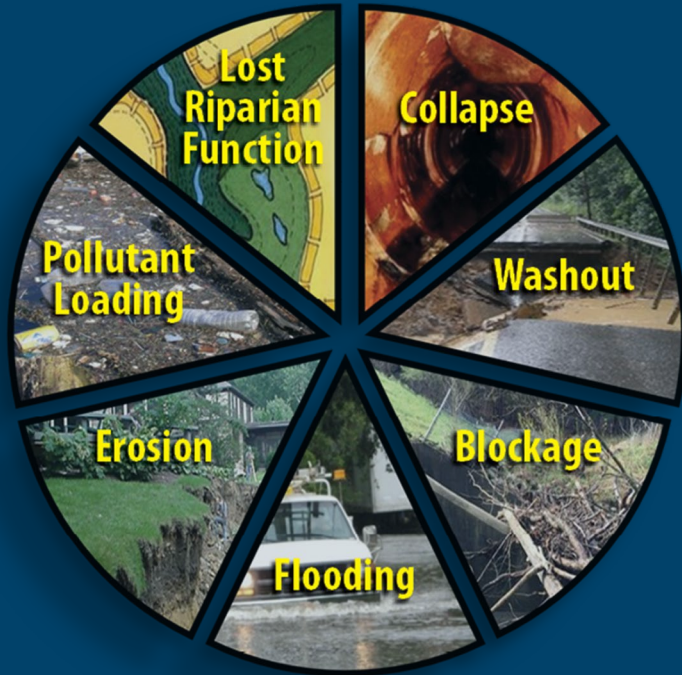 Lost
Riparian
Function
Collapse
Pollutant
Loading
Washout
Erosion
Blockage
Flooding